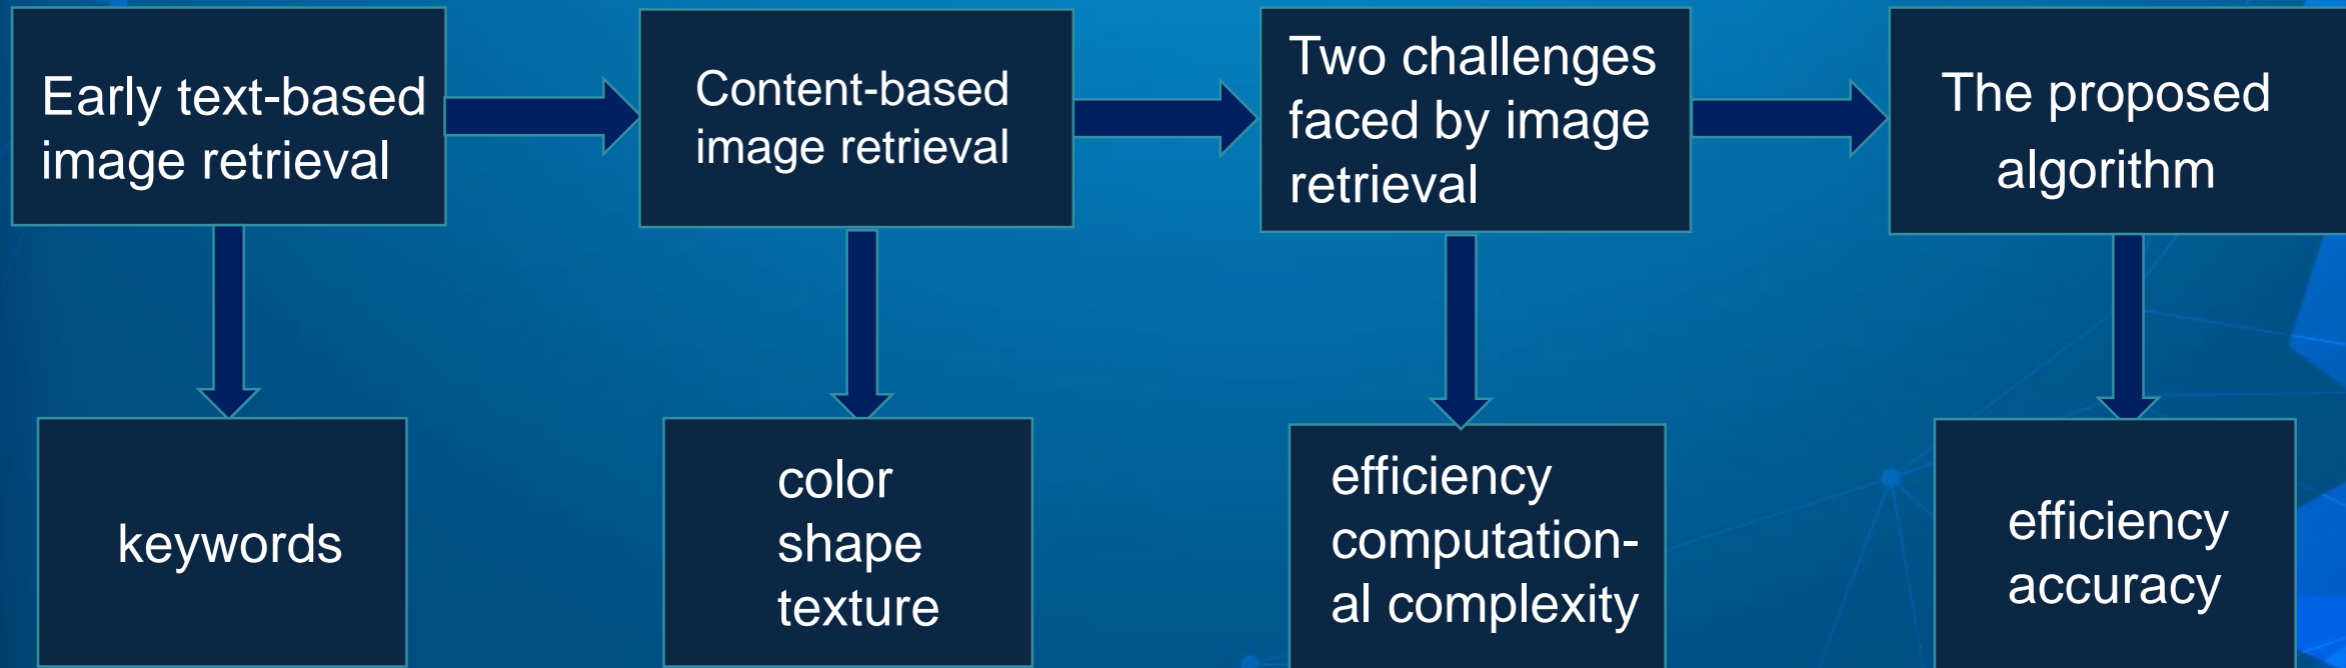 Early text-based
image retrieval
Content-based
image retrieval
Two challenges
faced by image
retrieval
The proposed
algorithm
keywords
color
shape
texture
efficiency
computation-
al complexity
efficiency
accuracy